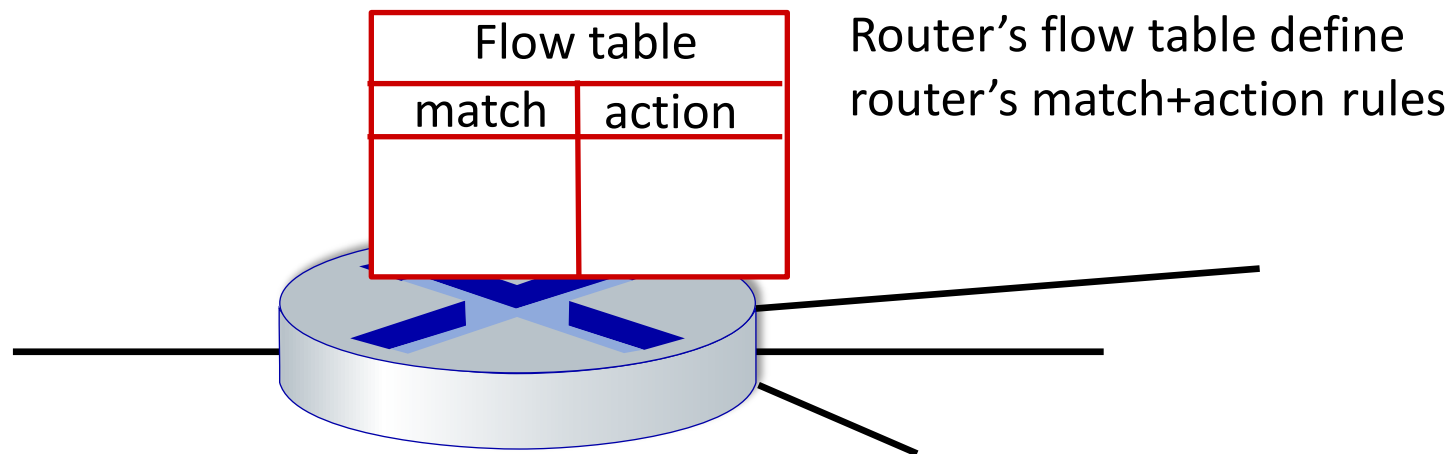 Flow table
match action
Router’s flow table define
router’s match+action rules